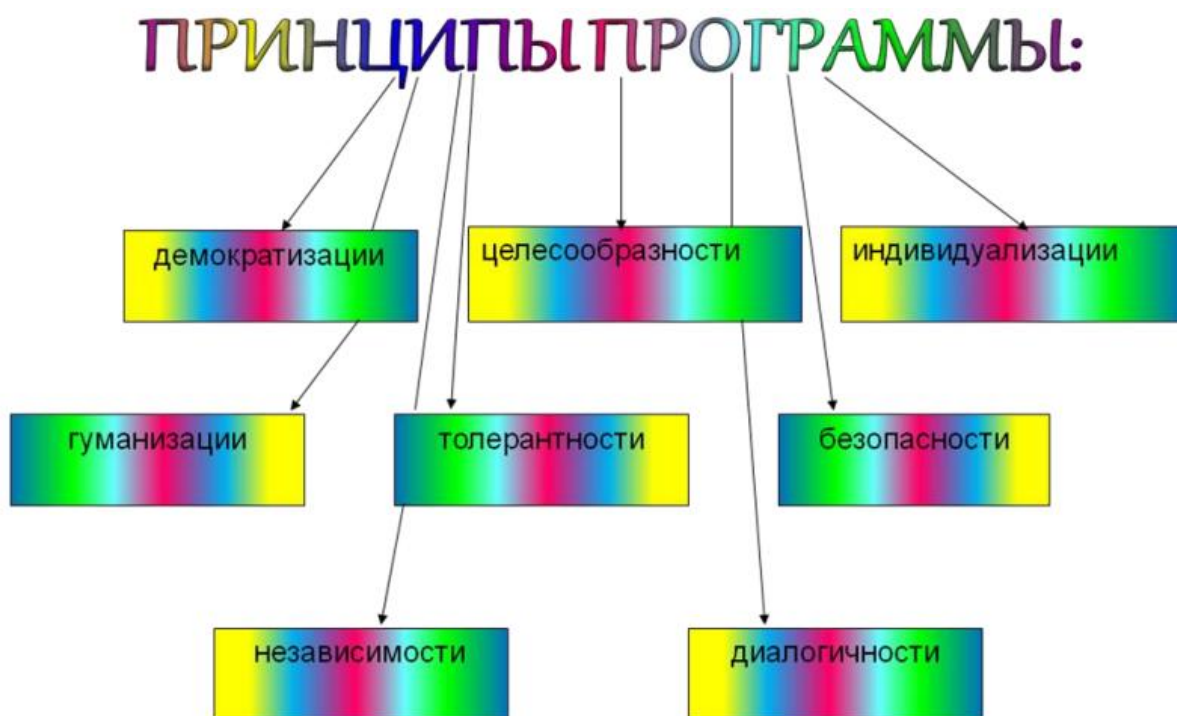 ПРИНЦИПЫ ПРОГРАММЫ:
демократизации
целесообразности
индивидуализации
гуманизации
толерантности
безопасности
независимости
диалогичности